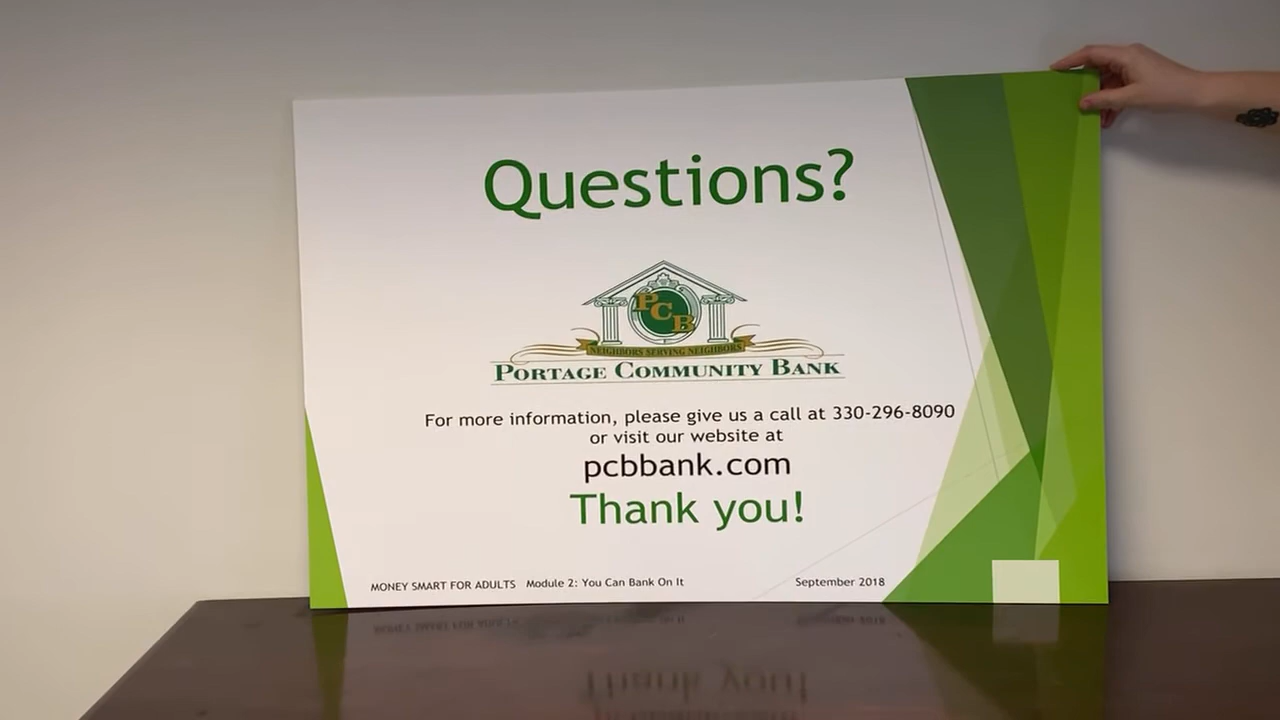 Questions?
PCB
NEIGHBORS SERVING NEIGHBORS
PORTAGE COMMUNITY BANK
For more information, please give us a call at 330-296-8090
or visit our website at
pcbbank.com
Thank you!
MONEY SMART FOR ADULTS Module 2: You Can Bank On It September 2018